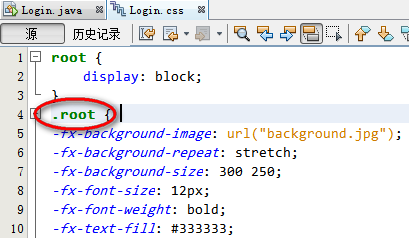 Login.java Login.css
源 历史记录
1 root {
2 display: block;
3 }
4 .root {
5 -fx-background-image: url("background.jpg");
6 -fx-background-repeat: stretch;
7 -fx-background-size: 300 250;
8 -fx-font-size: 12px;
9 -fx-font-weight: bold;
10 -fx-text-fill: #333333;